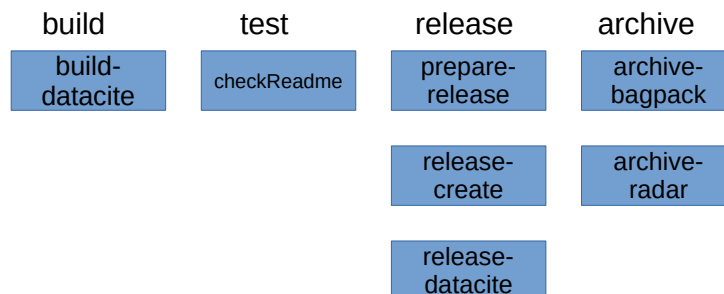 build
test
release
archive
build-
datacite
checkReadme
prepare-
release
archive-
bagpack
release-
create
archive-
radar
release-
datacite